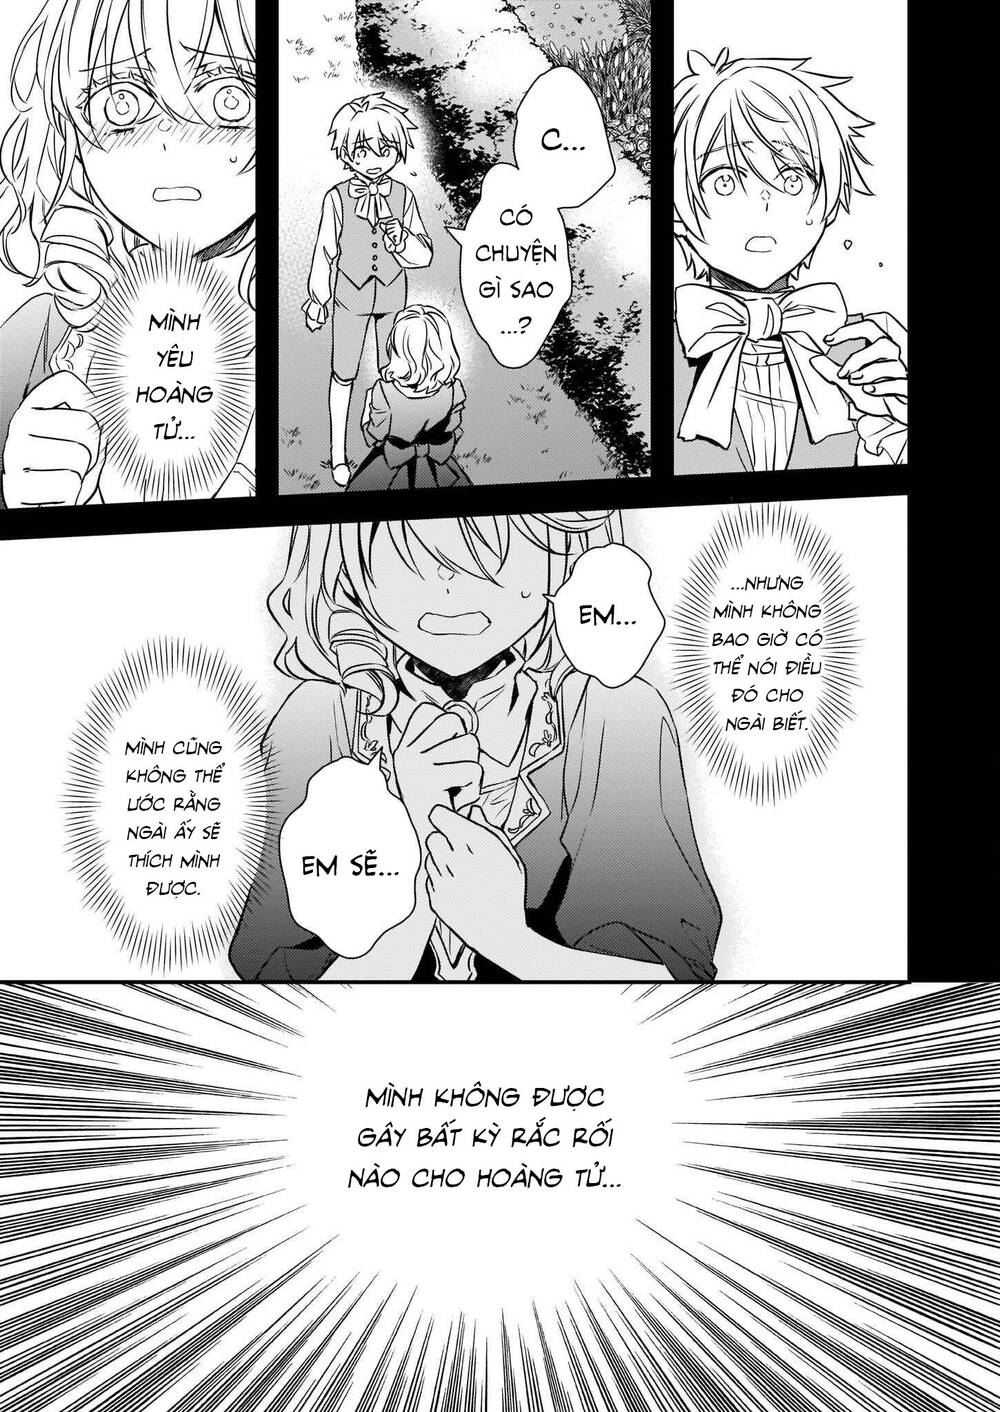 C...
CÓ
CHUYỆN
GÌ SAO
...?
MÌNH
YÊU
HOÀNG
TỬ...
...NHƯNG
MÌNH KHÔNG
BAO GIỜ CÓ
THỂ NÓI ĐIỀU
ĐÓ CHO
NGÀI BIẾT.
EM...
MÌNH CŨNG
KHÔNG THỂ
ƯỚC RẰNG
NGÀI ẤY SẼ
THÍCH MÌNH
ĐƯỢC.
EM SẼ...
MÌNH KHÔNG ĐƯỢC
GÂY BẤT KỲ RẮC RỐI
NÀO CHO HOÀNG TỬ...